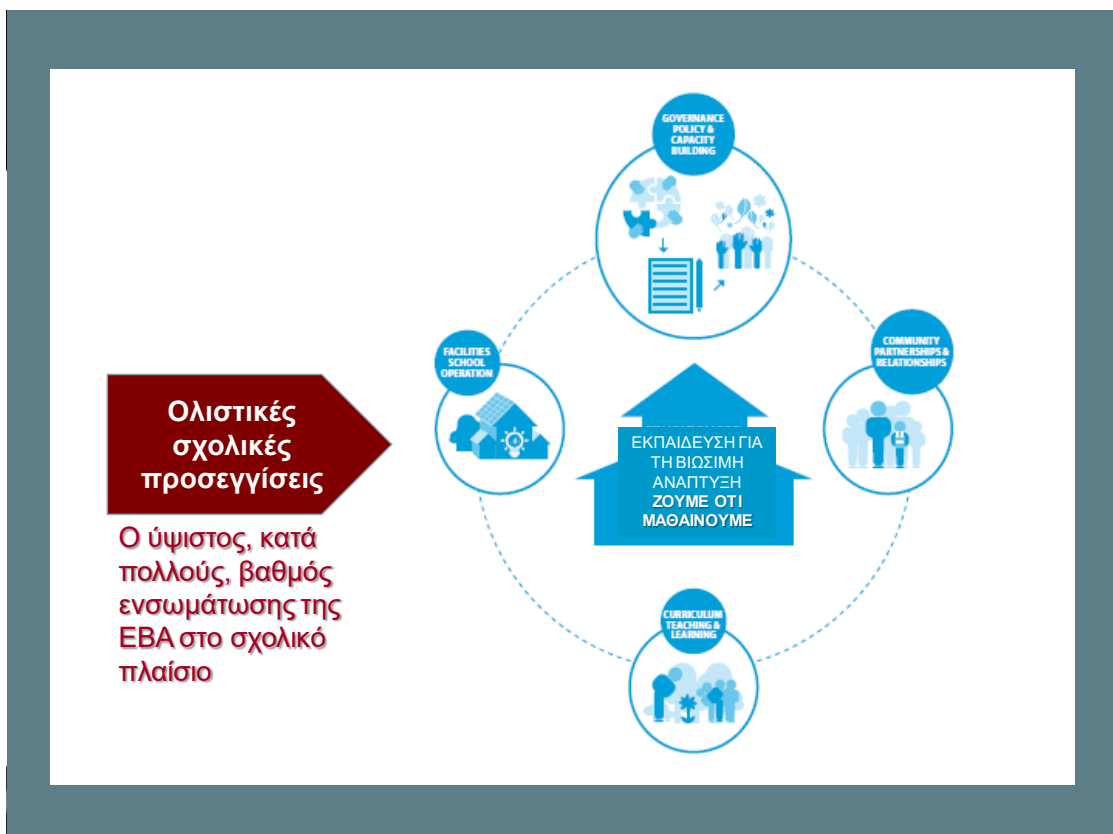 GOVERNANCE
POLICY &
CAPACITY
BUILDING
FACILITIES
SCHOOL
OPERATION
COMMUNITY
PARTNERSHIPS &
RELATIONSHIPS
Ολιστικές
σχολικές
προσεγγίσεις
ΕΚΠΑΙΔΕΥΣΗ ΓΙΑ
ΤΗ ΒΙΩΣΙΜΗ
ΑΝΑΠΤΥΞΗ
ΖΟΥΜΕ ΟΤΙ
ΜΑΘΑΙΝΟΥΜΕ
Ο ύψιστος, κατά
πολλούς, βαθμός
ενσωμάτωσης της
ΕΒΑ στο σχολικό
πλαίσιο
CURRICULUM
TEACHING &
LEARNING